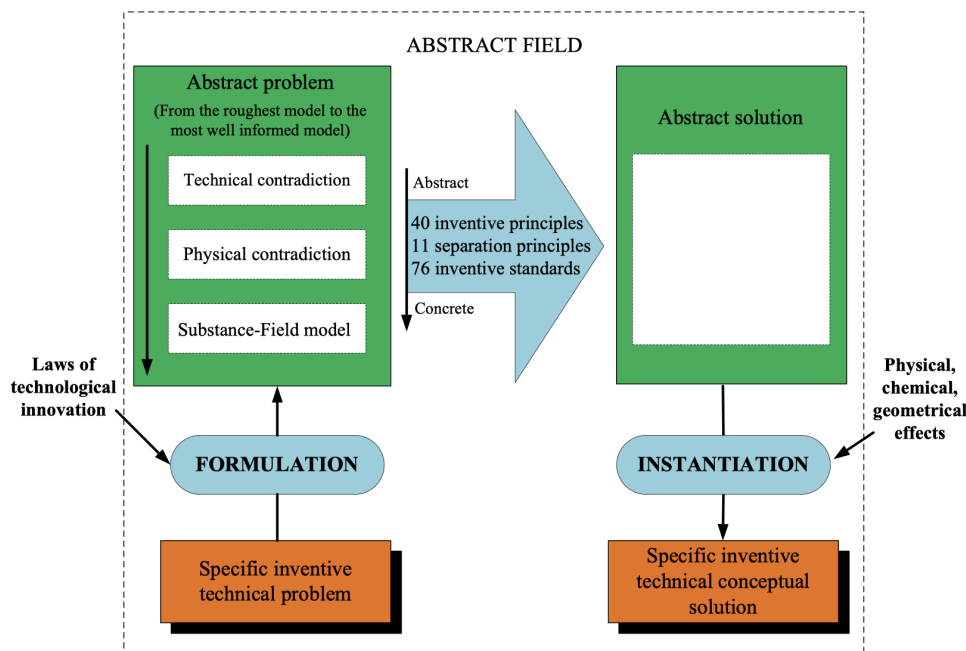 ABSTRACT FIELD
Abstract problem
(From the roughest model to the
most well informed model)
Technical contradiction
Physical contradiction
Substance-Field model
Abstract
40 inventive principles
11 separation principles
76 inventive standards
Concrete
Abstract solution
Laws of
technological
innovation
Physical,
chemical,
geometrical
effects
FORMULATION
INSTANTIATION
Specific inventive
technical problem
Specific inventive
technical conceptual
solution